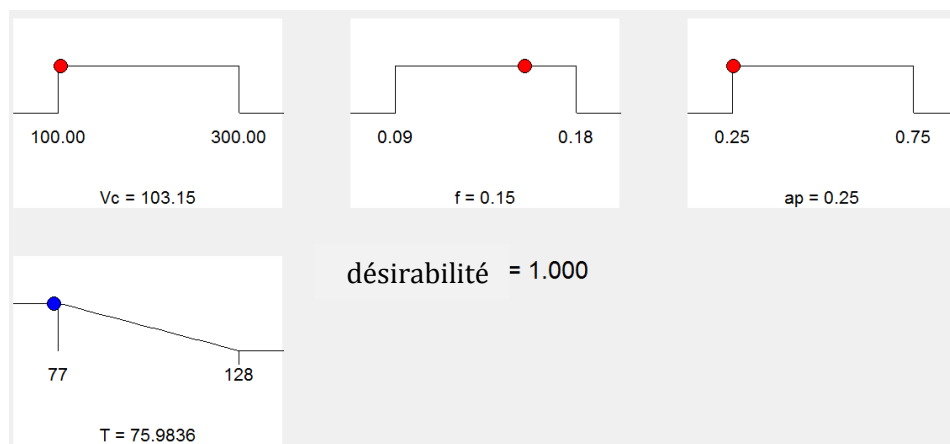 100.00 300.00
Vc = 103.15
0.09 0.18
f = 0.15
0.25 0.75
ap = 0.25
77 128
T = 75.9836
désirabilité = 1.000